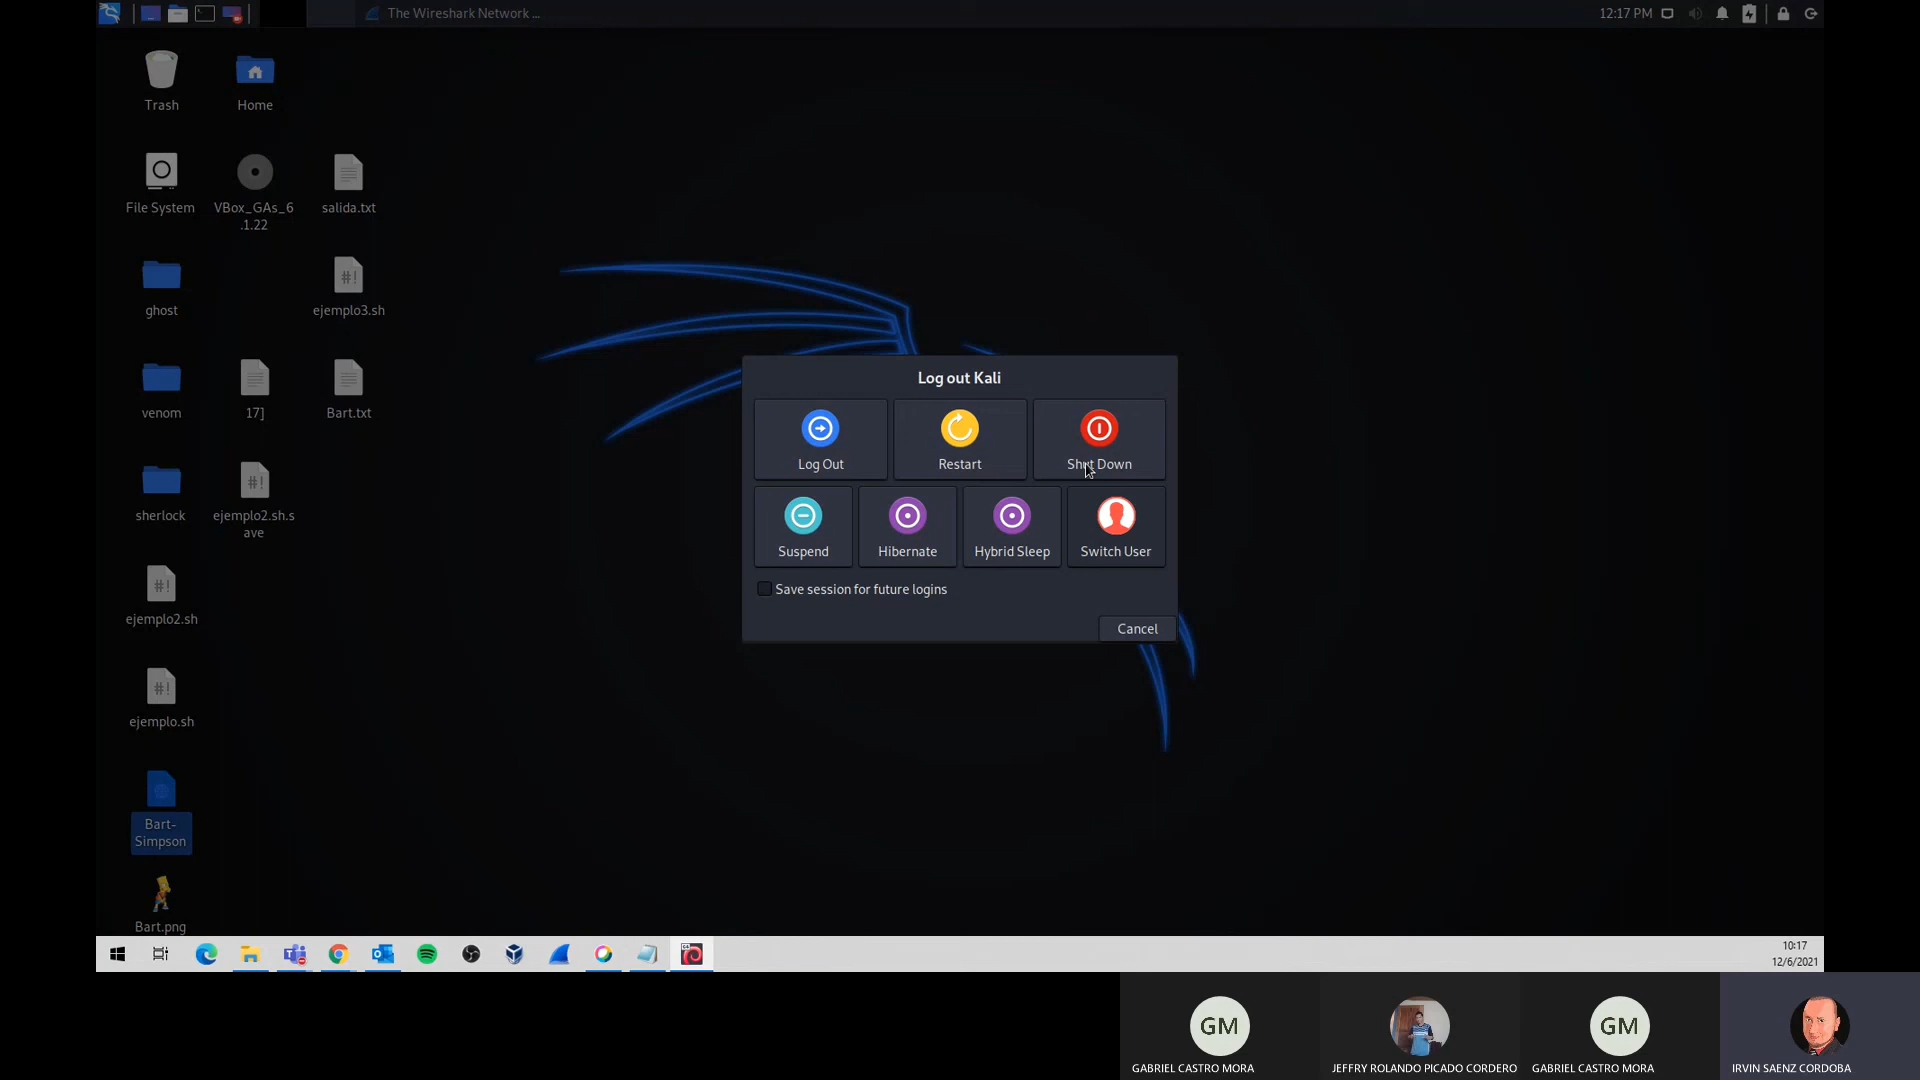 The Wireshark Network ...
12:17 PM
Trash
Home
File System
VBox_GAs_6
.1.22
salida.txt
ghost
ejemplo3.sh
venom
17]
Bart.txt
sherlock
ejemplo2.sh.s
ave
ejemplo2.sh
ejemplo.sh
Bart-
Simpson
Bart.png
Log out Kali
Log Out
Restart
Shut Down
Suspend
Hibernate
Hybrid Sleep
Switch User
Save session for future logins
Cancel
10:17
12/6/2021
GM
GM
GABRIEL CASTRO MORA
JEFFRY ROLANDO PICADO CORDERO
GABRIEL CASTRO MORA
IRVIN SAENZ CORDOBA